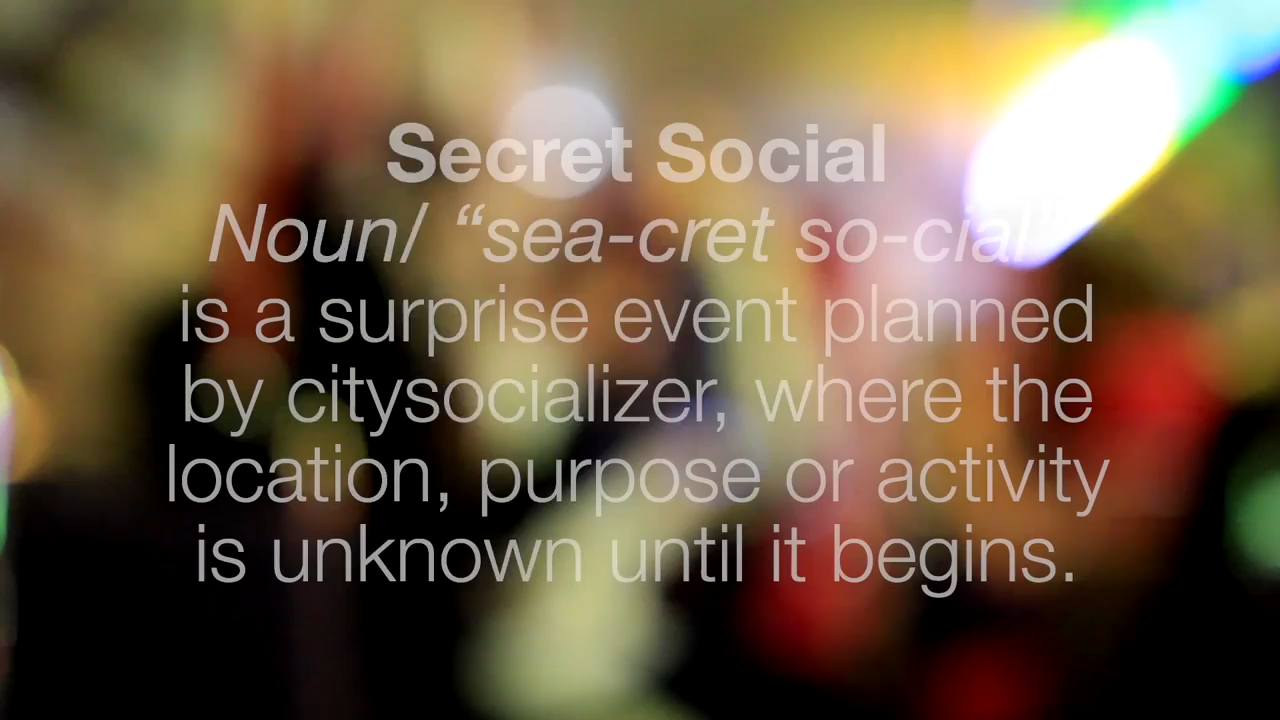 Secret Social
Noun/ “sea-cret so-cial”
is a surprise event planned
by citysocializer, where the
location, purpose or activity
is unknown until it begins.